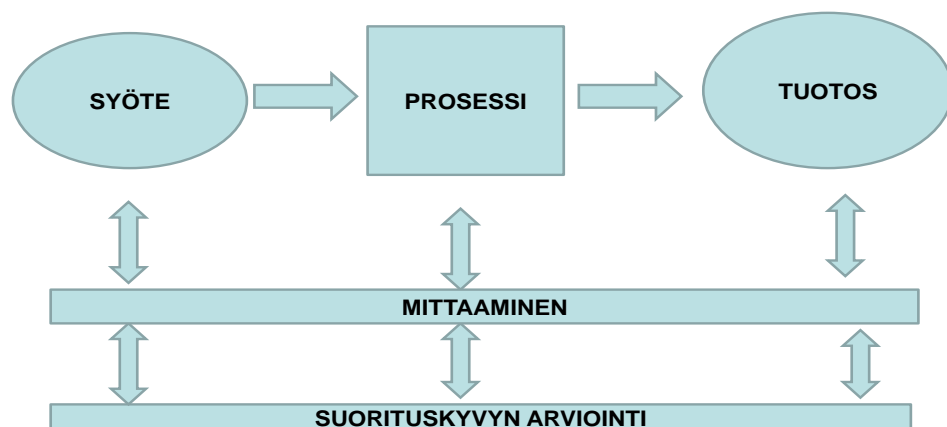 SYÖTE
PROSESSI
TUOTOS
MITTAAMINEN
SUORITUSKYVYN ARVIOINTI